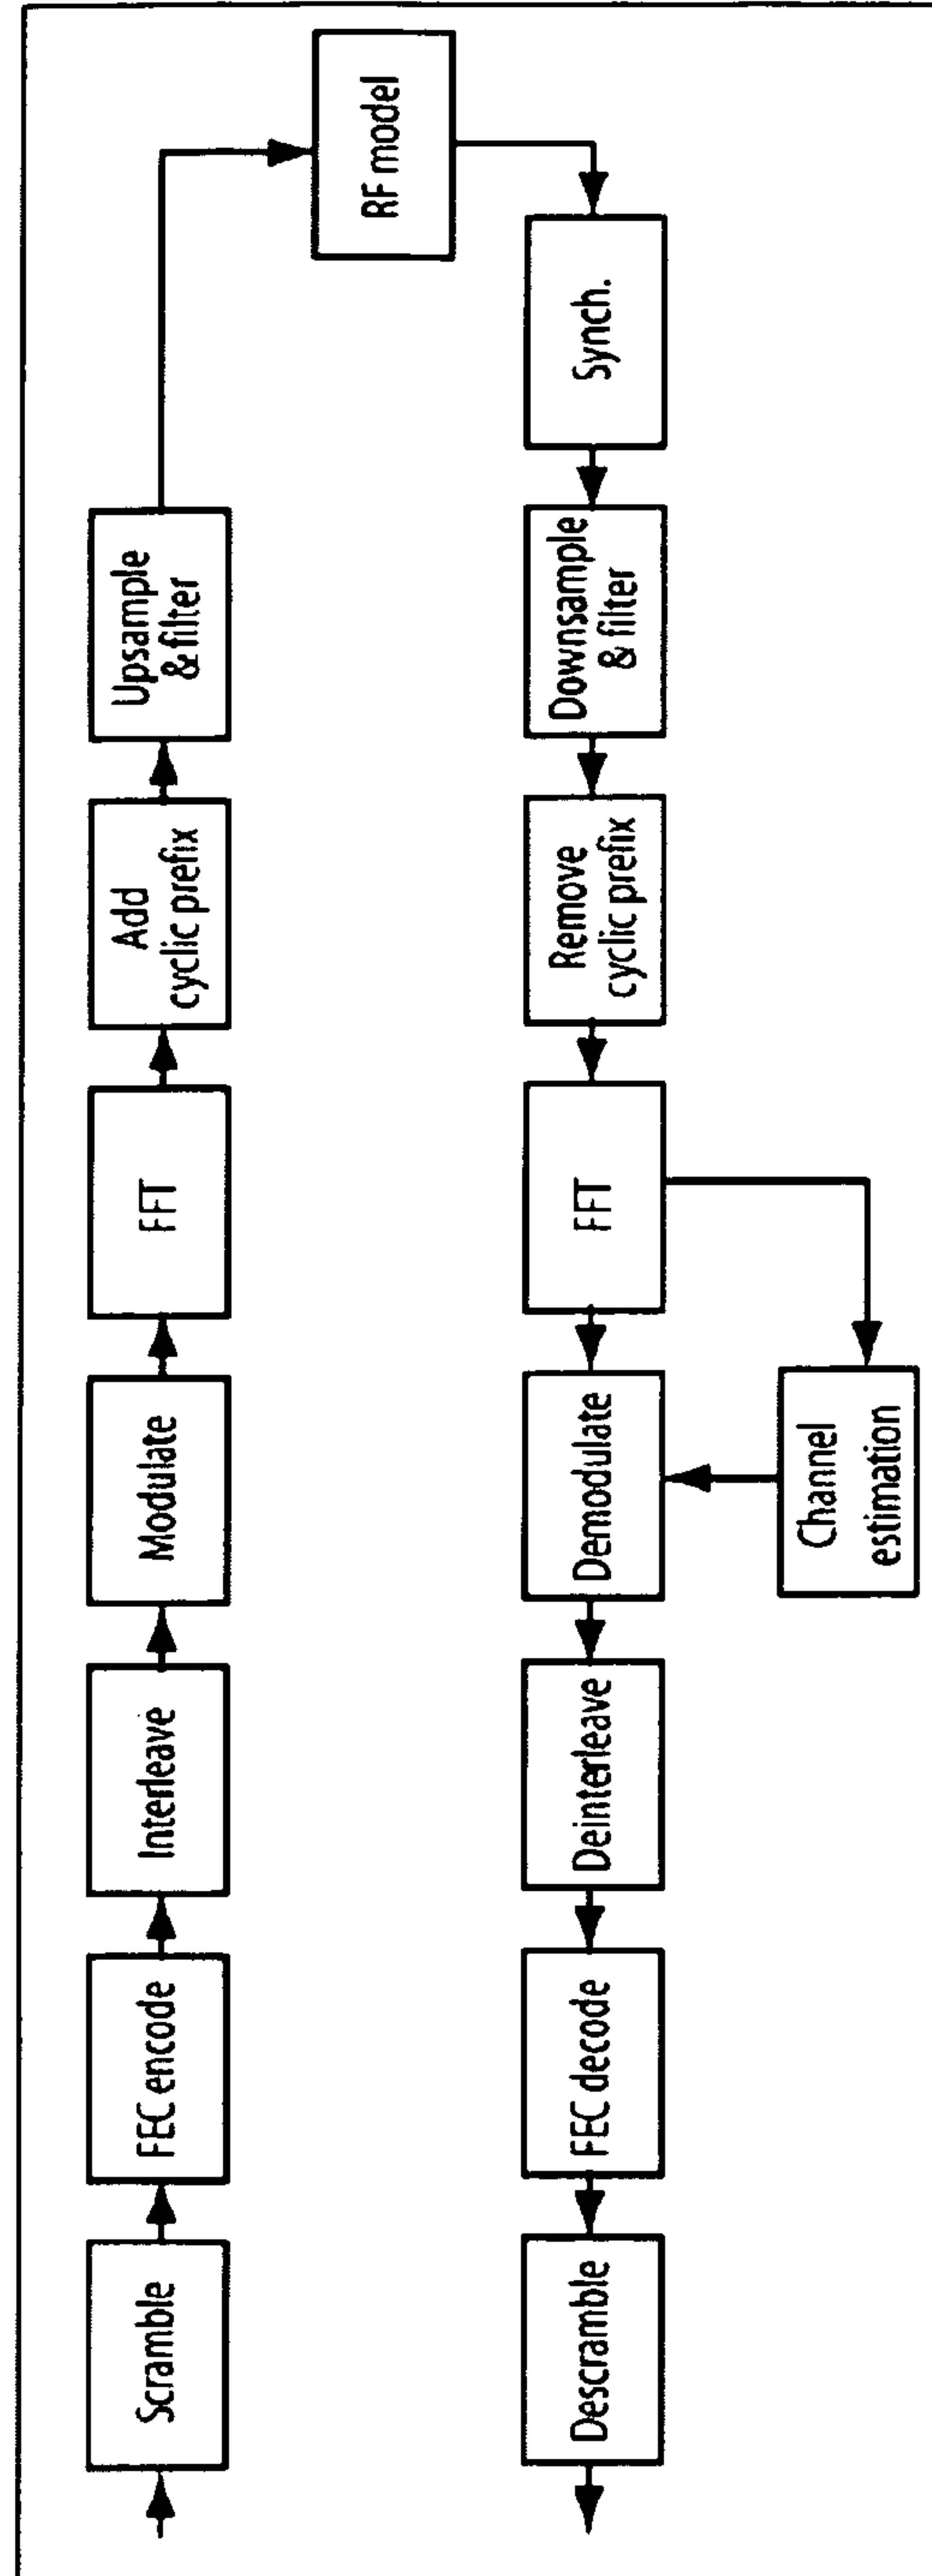 Scramble
FEC encode
Interleave
Modulate
FFT
Add
cyclic prefix
Upsample
& filter
RF model
Synch.
Downsample
& filter
Remove
cyclic prefix
FFT
Channel
estimation
Demodulate
Deinterleave
FEC decode
Descramble